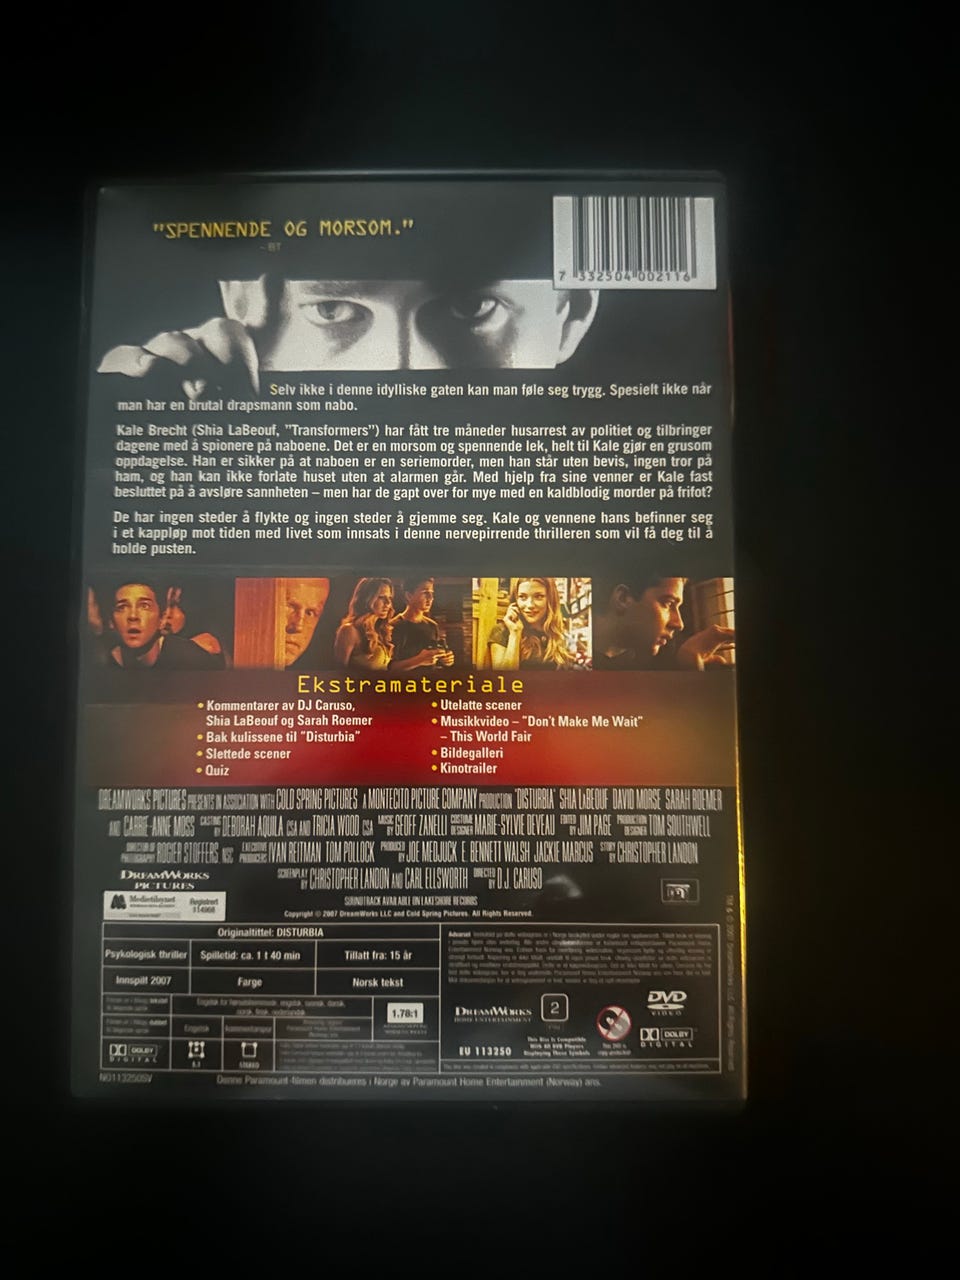 "SPENNENDE OG MORSOM."
- BT
7 332504 002116
Selv ikke i denne idylliske gaten kan man føle seg trygg. Spesielt ikke når
man har en brutal drapsmann som nabo.
Kale Brecht (Shia LaBeouf, "Transformers") har fått tre måneder husarrest av politiet og tilbringer
dagene med å spionere på naboene. Det er en morsom og spennende lek, helt til Kale gjør en grusom
oppdagelse. Han er sikker på at naboen er en seriemorder, men han står uten bevis, ingen tror på
ham, og han kan ikke forlate huset uten at alarmen går. Med hjelp fra sine venner er Kale fast
besluttet på å avsløre sannheten – men har de gapt over for mye med en kaldblodig morder på frifot?
De har ingen steder å flykte og ingen steder å gjemme seg. Kale og vennene hans befinner seg
i et kappløp mot tiden med livet som innsats i denne nervepirrende thrilleren som vil få deg til å
holde pusten.
Ekstramateriale
• Kommentarer av DJ Caruso,
Shia LaBeouf og Sarah Roemer
• Bak kulissene til "Disturbia"
• Slettede scener
• Quiz
• Utelatte scener
• Musikkvideo – "Don't Make Me Wait"
– This World Fair
• Bildegalleri
• Kinotrailer
DREAMWORKS PICTURES PRESENTS IN ASSOCIATION WITH COLD SPRING PICTURES A MONTECITO PICTURE COMPANY PRODUCTION "DISTURBIA" SHIA LaBEOUF DAVID MORSE SARAH ROEMER
AND CARRIE-ANNE MOSS CASTING BY DEBORAH AQUILA CSA AND TRICIA WOOD CSA MUSIC BY GEOFF ZANELLI COSTUME DESIGNER MARIE-SYLVIE DEVEAU EDITED BY JIM PAGE PRODUCTION DESIGNER TOM SOUTHWELL
DIRECTOR OF PHOTOGRAPHY ROGIER STOFFERS NSC EXECUTIVE PRODUCERS IVAN REITMAN TOM POLLOCK PRODUCED BY JOE MEDJUCK E. BENNETT WALSH JACKIE MARCUS STORY BY CHRISTOPHER LANDON
SCREENPLAY BY CHRISTOPHER LANDON AND CARL ELLSWORTH DIRECTED BY D.J. CARUSO
DREAMWORKS
PICTURES
Medietilsynet
Registrert
114968
SOUNDTRACK AVAILABLE ON LAKESHORE RECORDS
Copyright © 2007 DreamWorks LLC and Cold Spring Pictures. All Rights Reserved.
Originaltittel: DISTURBIA
Psykologisk thriller
Spilletid: ca. 1 t 40 min
Tillatt fra: 15 år
Innspilt 2007
Farge
Norsk tekst
Engelsk
1.78:1
DOLBY
DIGITAL
5.1
STEREO
DREAMWORKS
HOME ENTERTAINMENT
2
EU 113250
This Disc is Compatible
With All DVD Players
Displaying These Symbols
DVD
VIDEO
DOLBY
DIGITAL
NO113250SV
Denne Paramount-filmen distribueres i Norge av Paramount Home Entertainment (Norway) ans.